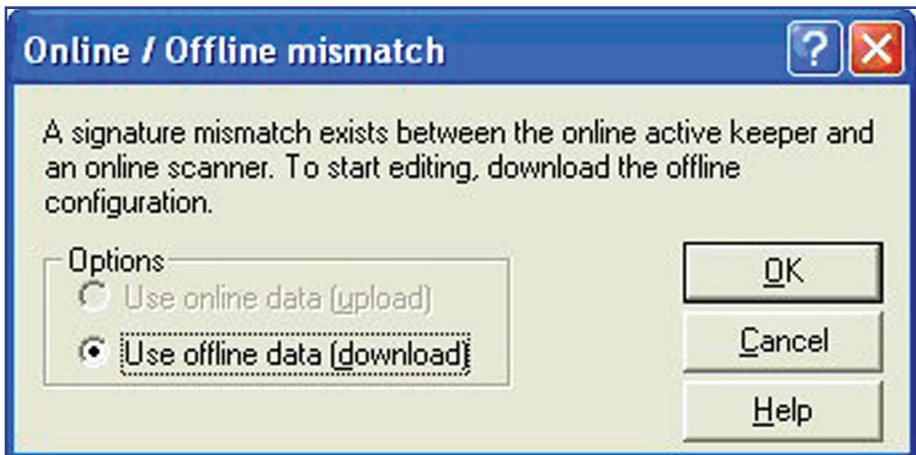 Online / Offline mismatch
?
A signature mismatch exists between the online active keeper and
an online scanner. To start editing, download the offline
configuration.
Options
Use online data (upload)
Use offline data (download)
OK
Cancel
Help